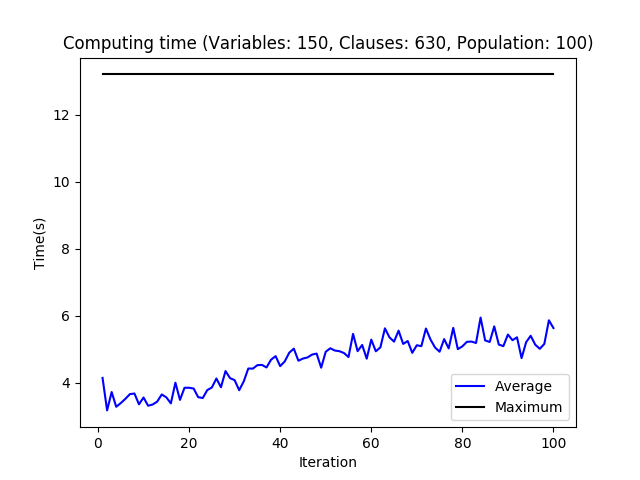 Computing time (Variables: 150, Clauses: 630, Population: 100)
12
10
8
6
4
Time(s)
0 20 40 60 80 100
Iteration
Average
Maximum